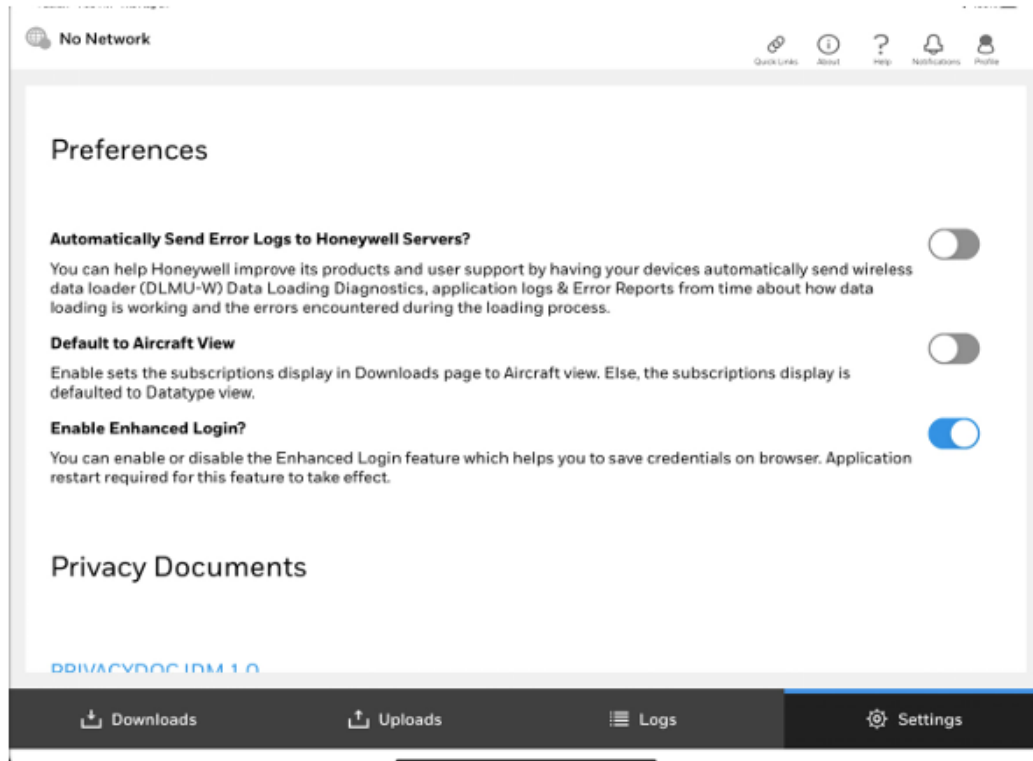 No Network
Quick Links
About
Help
Notifications
Profile
Preferences
Automatically Send Error Logs to Honeywell Servers?
You can help Honeywell improve its products and user support by having your devices automatically send wireless
data loader (DLMU-W) Data Loading Diagnostics, application logs & Error Reports from time about how data
loading is working and the errors encountered during the loading process.
Default to Aircraft View
Enable sets the subscriptions display in Downloads page to Aircraft view. Else, the subscriptions display is
defaulted to Datatype view.
Enable Enhanced Login?
You can enable or disable the Enhanced Login feature which helps you to save credentials on browser. Application
restart required for this feature to take effect.
Privacy Documents
PRIVACYDOC IDM 1.0
Downloads
Uploads
Logs
Settings